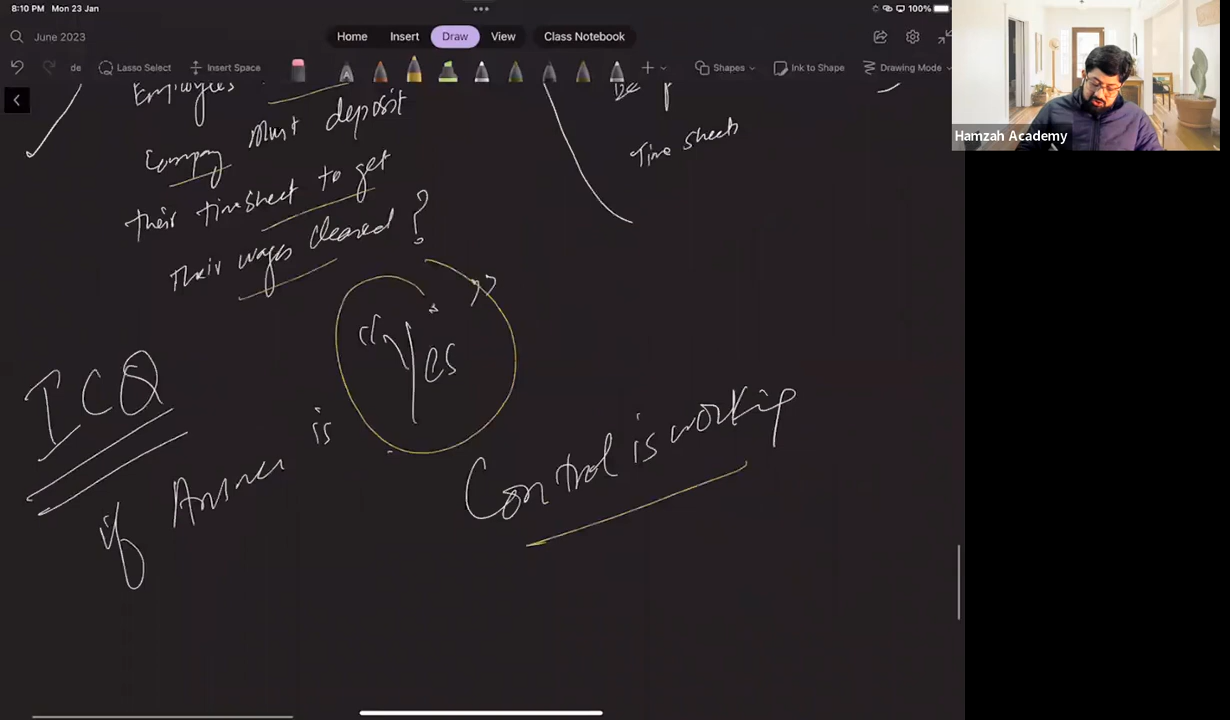 8:10 PM Mon 23 Jan
100%
June 2023
Home Insert Draw View Class Notebook
de Lasso Select Insert Space Shapes Ink to Shape Drawing Mode
Hamzah Academy
Employees
Company Must deposit
their timesheet to get
their wages cleared ?
Time sheets
"Yes"
ICQ
if Answer is
Control is working